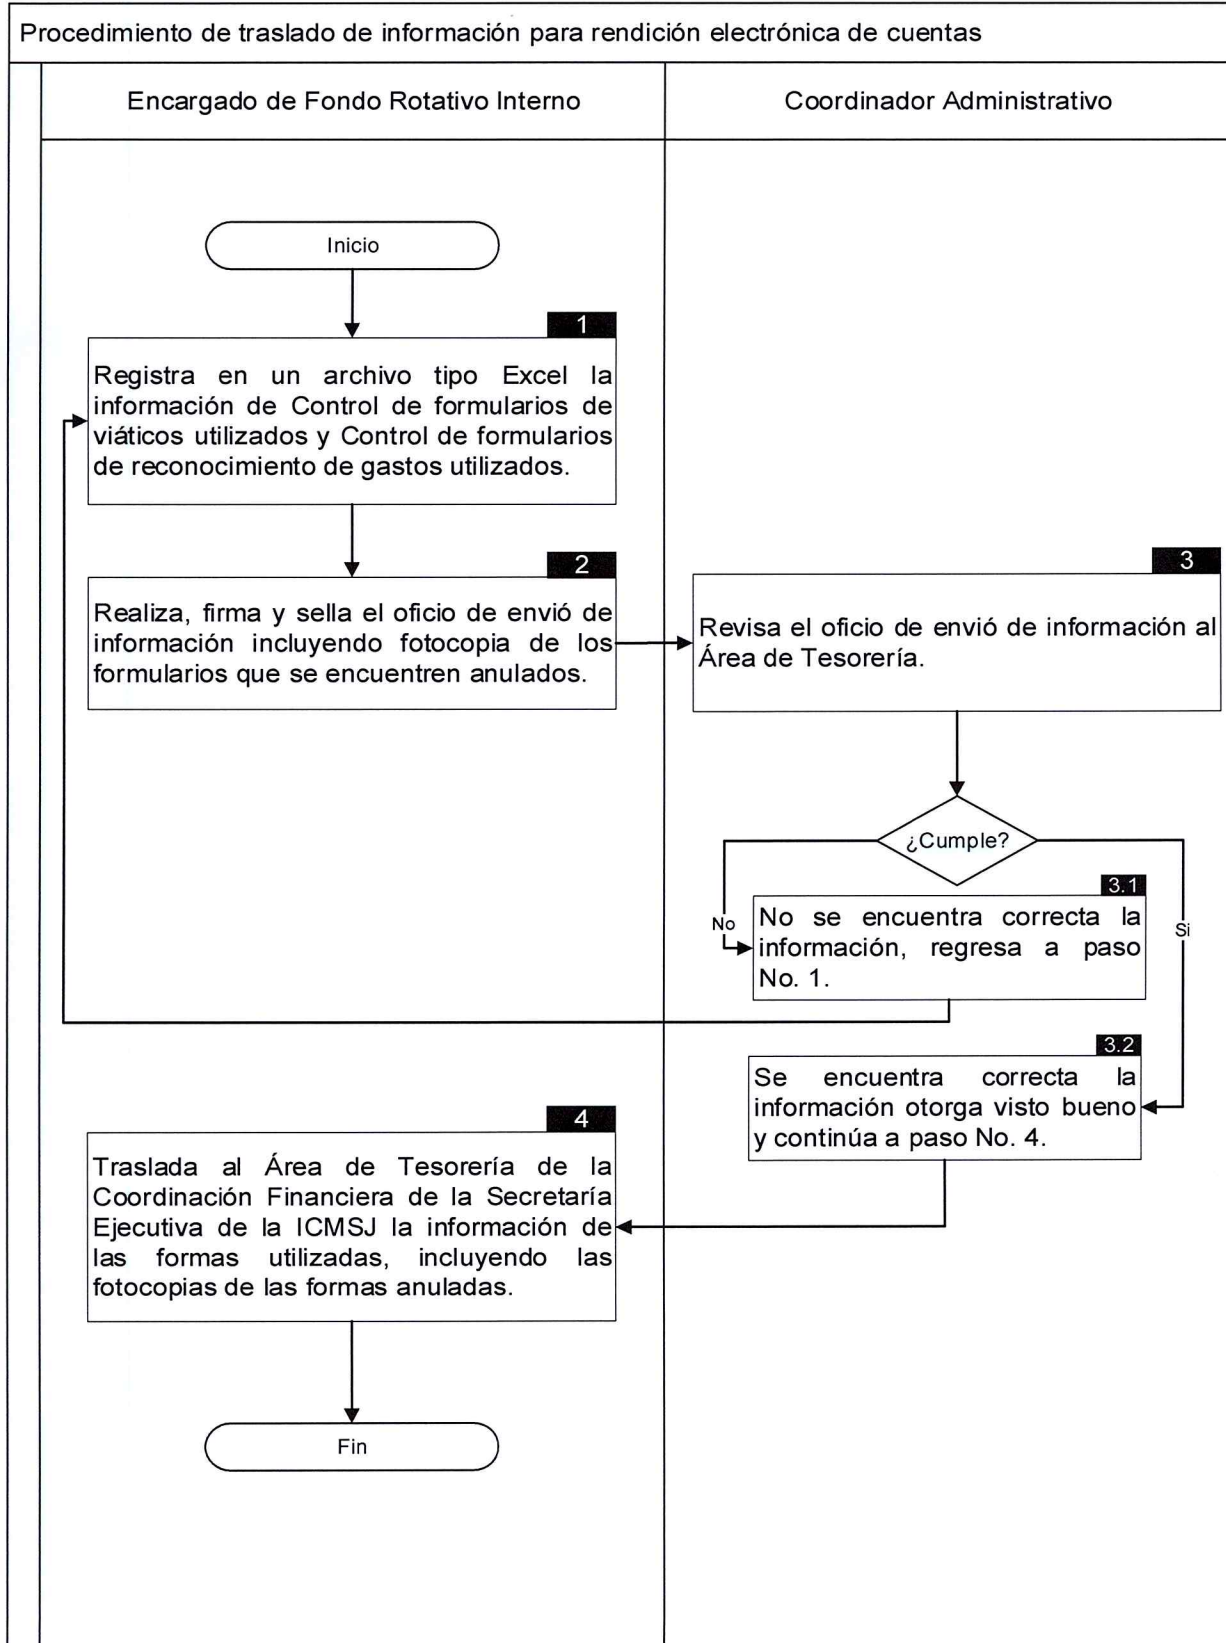 Procedimiento de traslado de información para rendición electrónica de cuentas
Encargado de Fondo Rotativo Interno
Coordinador Administrativo
Inicio
1
Registra en un archivo tipo Excel la
información de Control de formularios de
viáticos utilizados y Control de formularios
de reconocimiento de gastos utilizados.
2
Realiza, firma y sella el oficio de envió de
información incluyendo fotocopia de los
formularios que se encuentren anulados.
3
Revisa el oficio de envió de información al
Área de Tesorería.
¿Cumple?
No
Si
3.1
No se encuentra correcta la
información, regresa a paso
No. 1.
3.2
Se encuentra correcta la
información otorga visto bueno
y continúa a paso No. 4.
4
Traslada al Área de Tesorería de la
Coordinación Financiera de la Secretaría
Ejecutiva de la ICMSJ la información de
las formas utilizadas, incluyendo las
fotocopias de las formas anuladas.
Fin